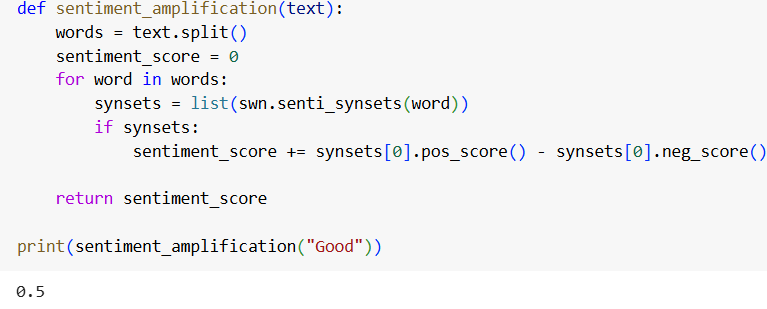 def sentiment_amplification(text):
    words = text.split()
    sentiment_score = 0
    for word in words:
        synsets = list(swn.senti_synsets(word))
        if synsets:
            sentiment_score += synsets[0].pos_score() - synsets[0].neg_score()

    return sentiment_score

print(sentiment_amplification("Good"))
0.5